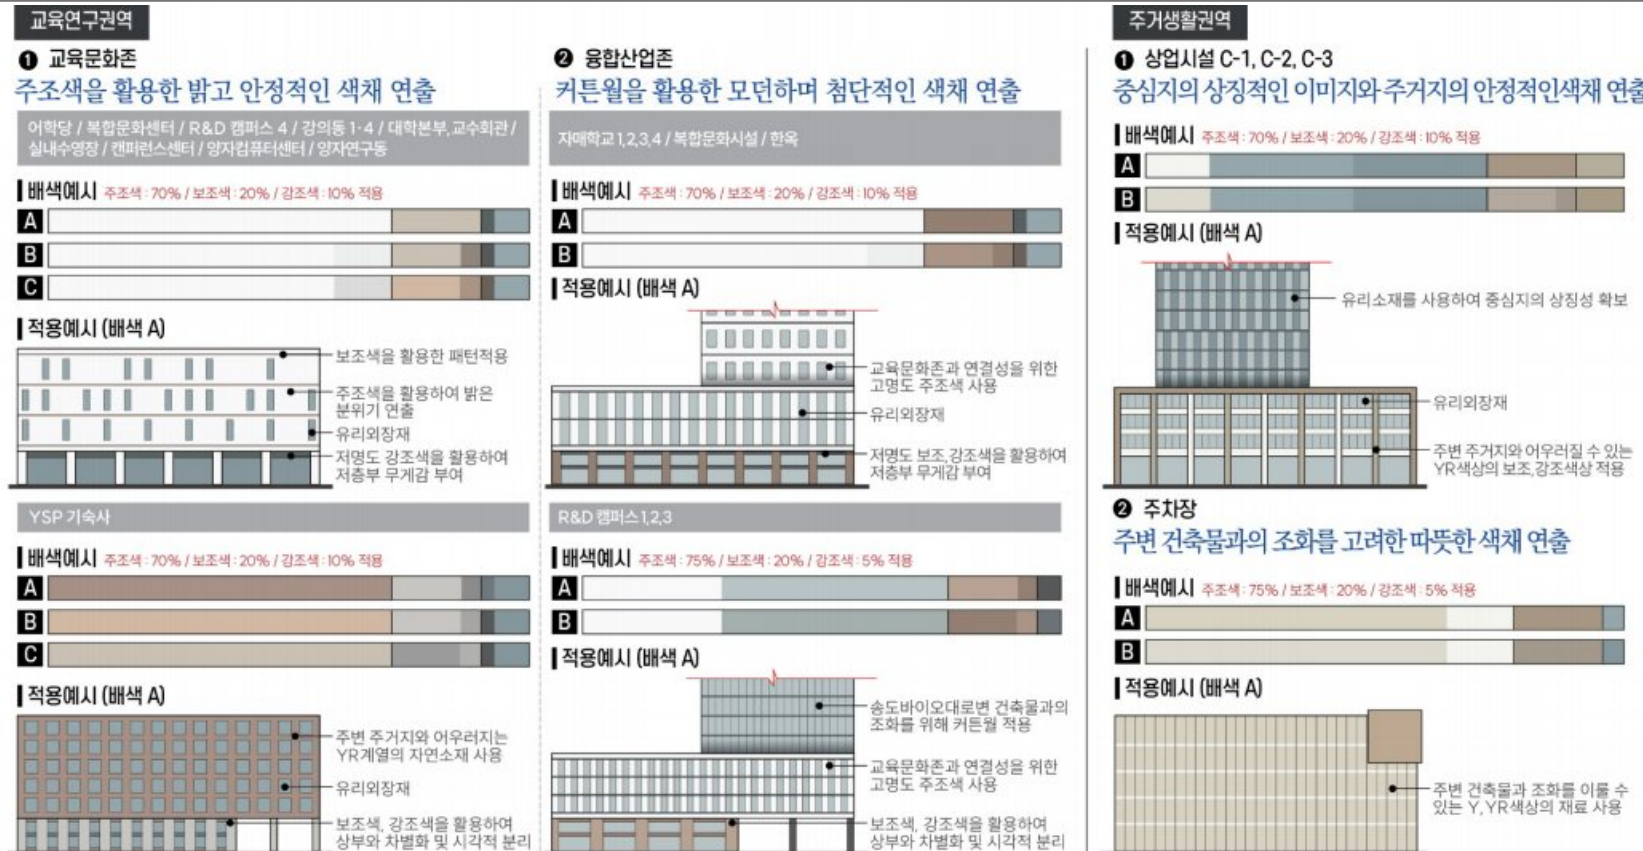 교육연구권역
❶ 교육문화존
주조색을 활용한 밝고 안정적인 색채 연출
어학당 / 복합문화센터 / R&D 캠퍼스 4 / 강의동 1·4 / 대학본부,교수회관 /
실내수영장 / 캔퍼런스센터 / 양자컴퓨터센터 / 양자연구동
배색예시 주조색 : 70% / 보조색 : 20% / 강조색 : 10% 적용
A
B
C
적용예시 (배색 A)
보조색을 활용한 패턴적용
주조색을 활용하여 밝은
분위기 연출
유리외장재
저명도 강조색을 활용하여
저층부 무게감 부여
YSP 기숙사
배색예시 주조색 : 70% / 보조색 : 20% / 강조색 : 10% 적용
A
B
C
적용예시 (배색 A)
주변 주거지와 어우러지는
YR계열의 자연소재 사용
유리외장재
보조색, 강조색을 활용하여
상부와 차별화 및 시각적 분리
❷ 융합산업존
커튼월을 활용한 모던하며 첨단적인 색채 연출
자매학교 1,2,3,4 / 복합문화시설 / 한옥
배색예시 주조색 : 70% / 보조색 : 20% / 강조색 : 10% 적용
A
B
적용예시 (배색 A)
교육문화존과 연결성을 위한
고명도 주조색 사용
유리외장재
저명도 보조,강조색을 활용하여
저층부 무게감 부여
R&D 캠퍼스 1,2,3
배색예시 주조색 : 75% / 보조색 : 20% / 강조색 : 5% 적용
A
B
적용예시 (배색 A)
송도바이오대로변 건축물과의
조화를 위해 커튼월 적용
교육문화존과 연결성을 위한
고명도 주조색 사용
보조색, 강조색을 활용하여
상부와 차별화 및 시각적 분리
주거생활권역
❶ 상업시설 C-1, C-2, C-3
중심지의 상징적인 이미지와 주거지의 안정적인색채 연출
배색예시 주조색 : 70% / 보조색 : 20% / 강조색 : 10% 적용
A
B
적용예시 (배색 A)
유리소재를 사용하여 중심지의 상징성 확보
유리외장재
주변 주거지와 어우러질 수 있는
YR색상의 보조,강조색상 적용
❷ 주차장
주변 건축물과의 조화를 고려한 따뜻한 색채 연출
배색예시 주조색 : 75% / 보조색 : 20% / 강조색 : 5% 적용
A
B
적용예시 (배색 A)
주변 건축물과 조화를 이룰 수
있는 Y, YR색상의 재료 사용